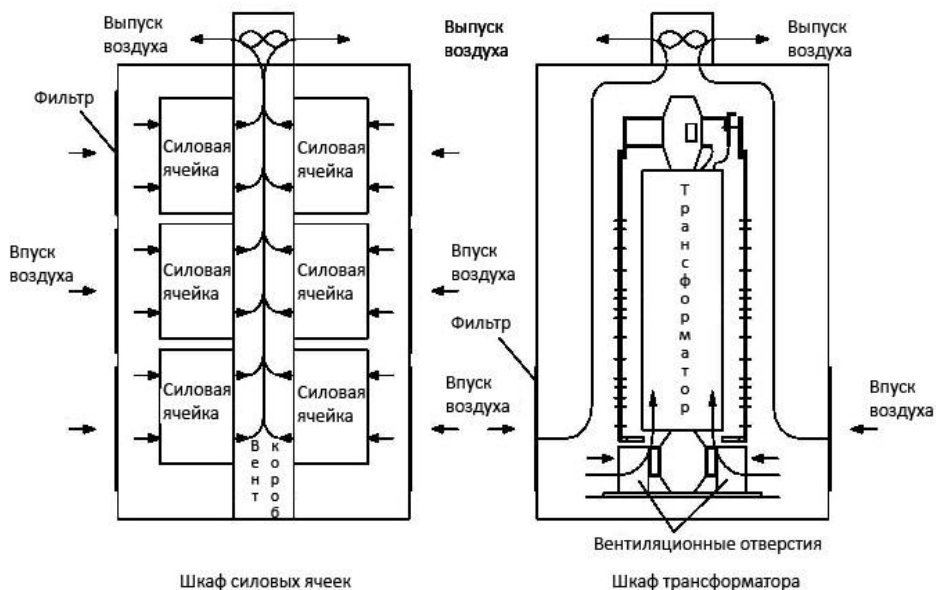 Выпуск
воздуха
Выпуск
воздуха
Выпуск
воздуха
Фильтр
Силовая
ячейка
Силовая
ячейка
Впуск
воздуха
Силовая
ячейка
Силовая
ячейка
Впуск
воздуха
Фильтр
Силовая
ячейка
Силовая
ячейка
Впуск
воздуха
Впуск
воздуха
Вент
короб
Трансформатор
Вентиляционные отверстия
Шкаф силовых ячеек
Шкаф трансформатора